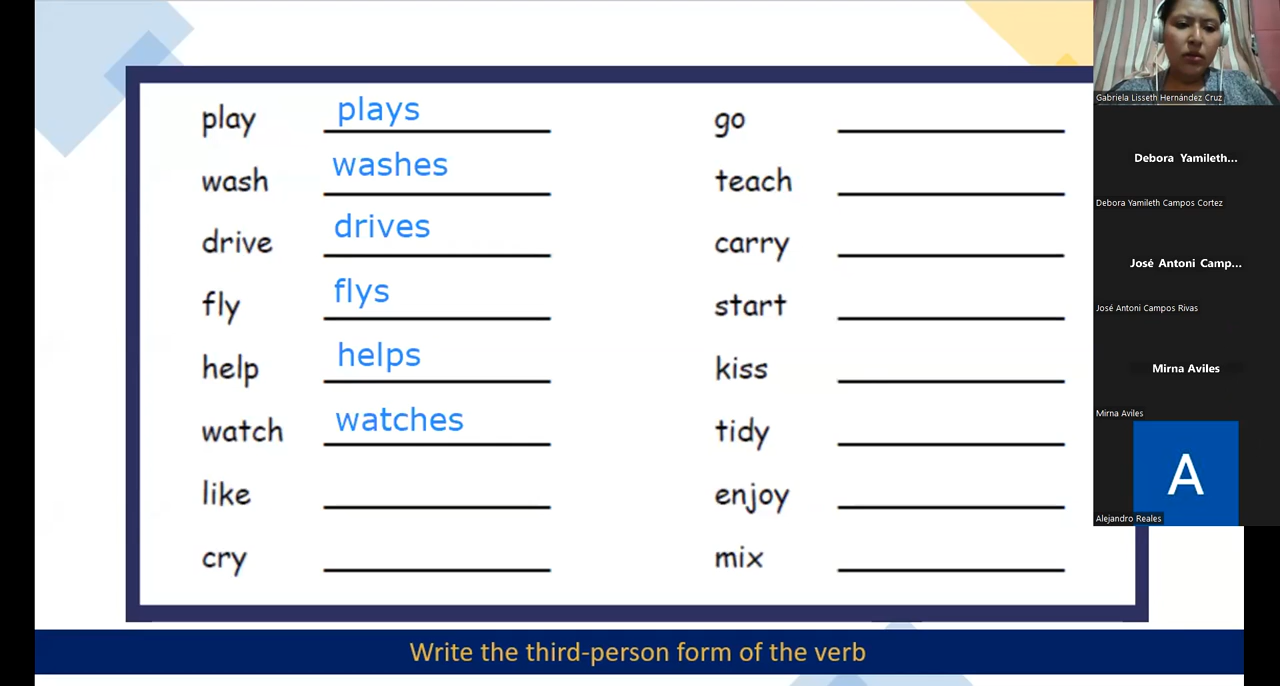 play plays
wash washes
drive drives
fly flys
help helps
watch watches
like
cry
go
teach
carry
start
kiss
tidy
enjoy
mix
Write the third-person form of the verb
Gabriela Lisseth Hernández Cruz
Debora Yamileth...
Debora Yamileth Campos Cortez
José Antoni Camp...
José Antoni Campos Rivas
Mirna Aviles
Mirna Aviles
A
Alejandro Reales